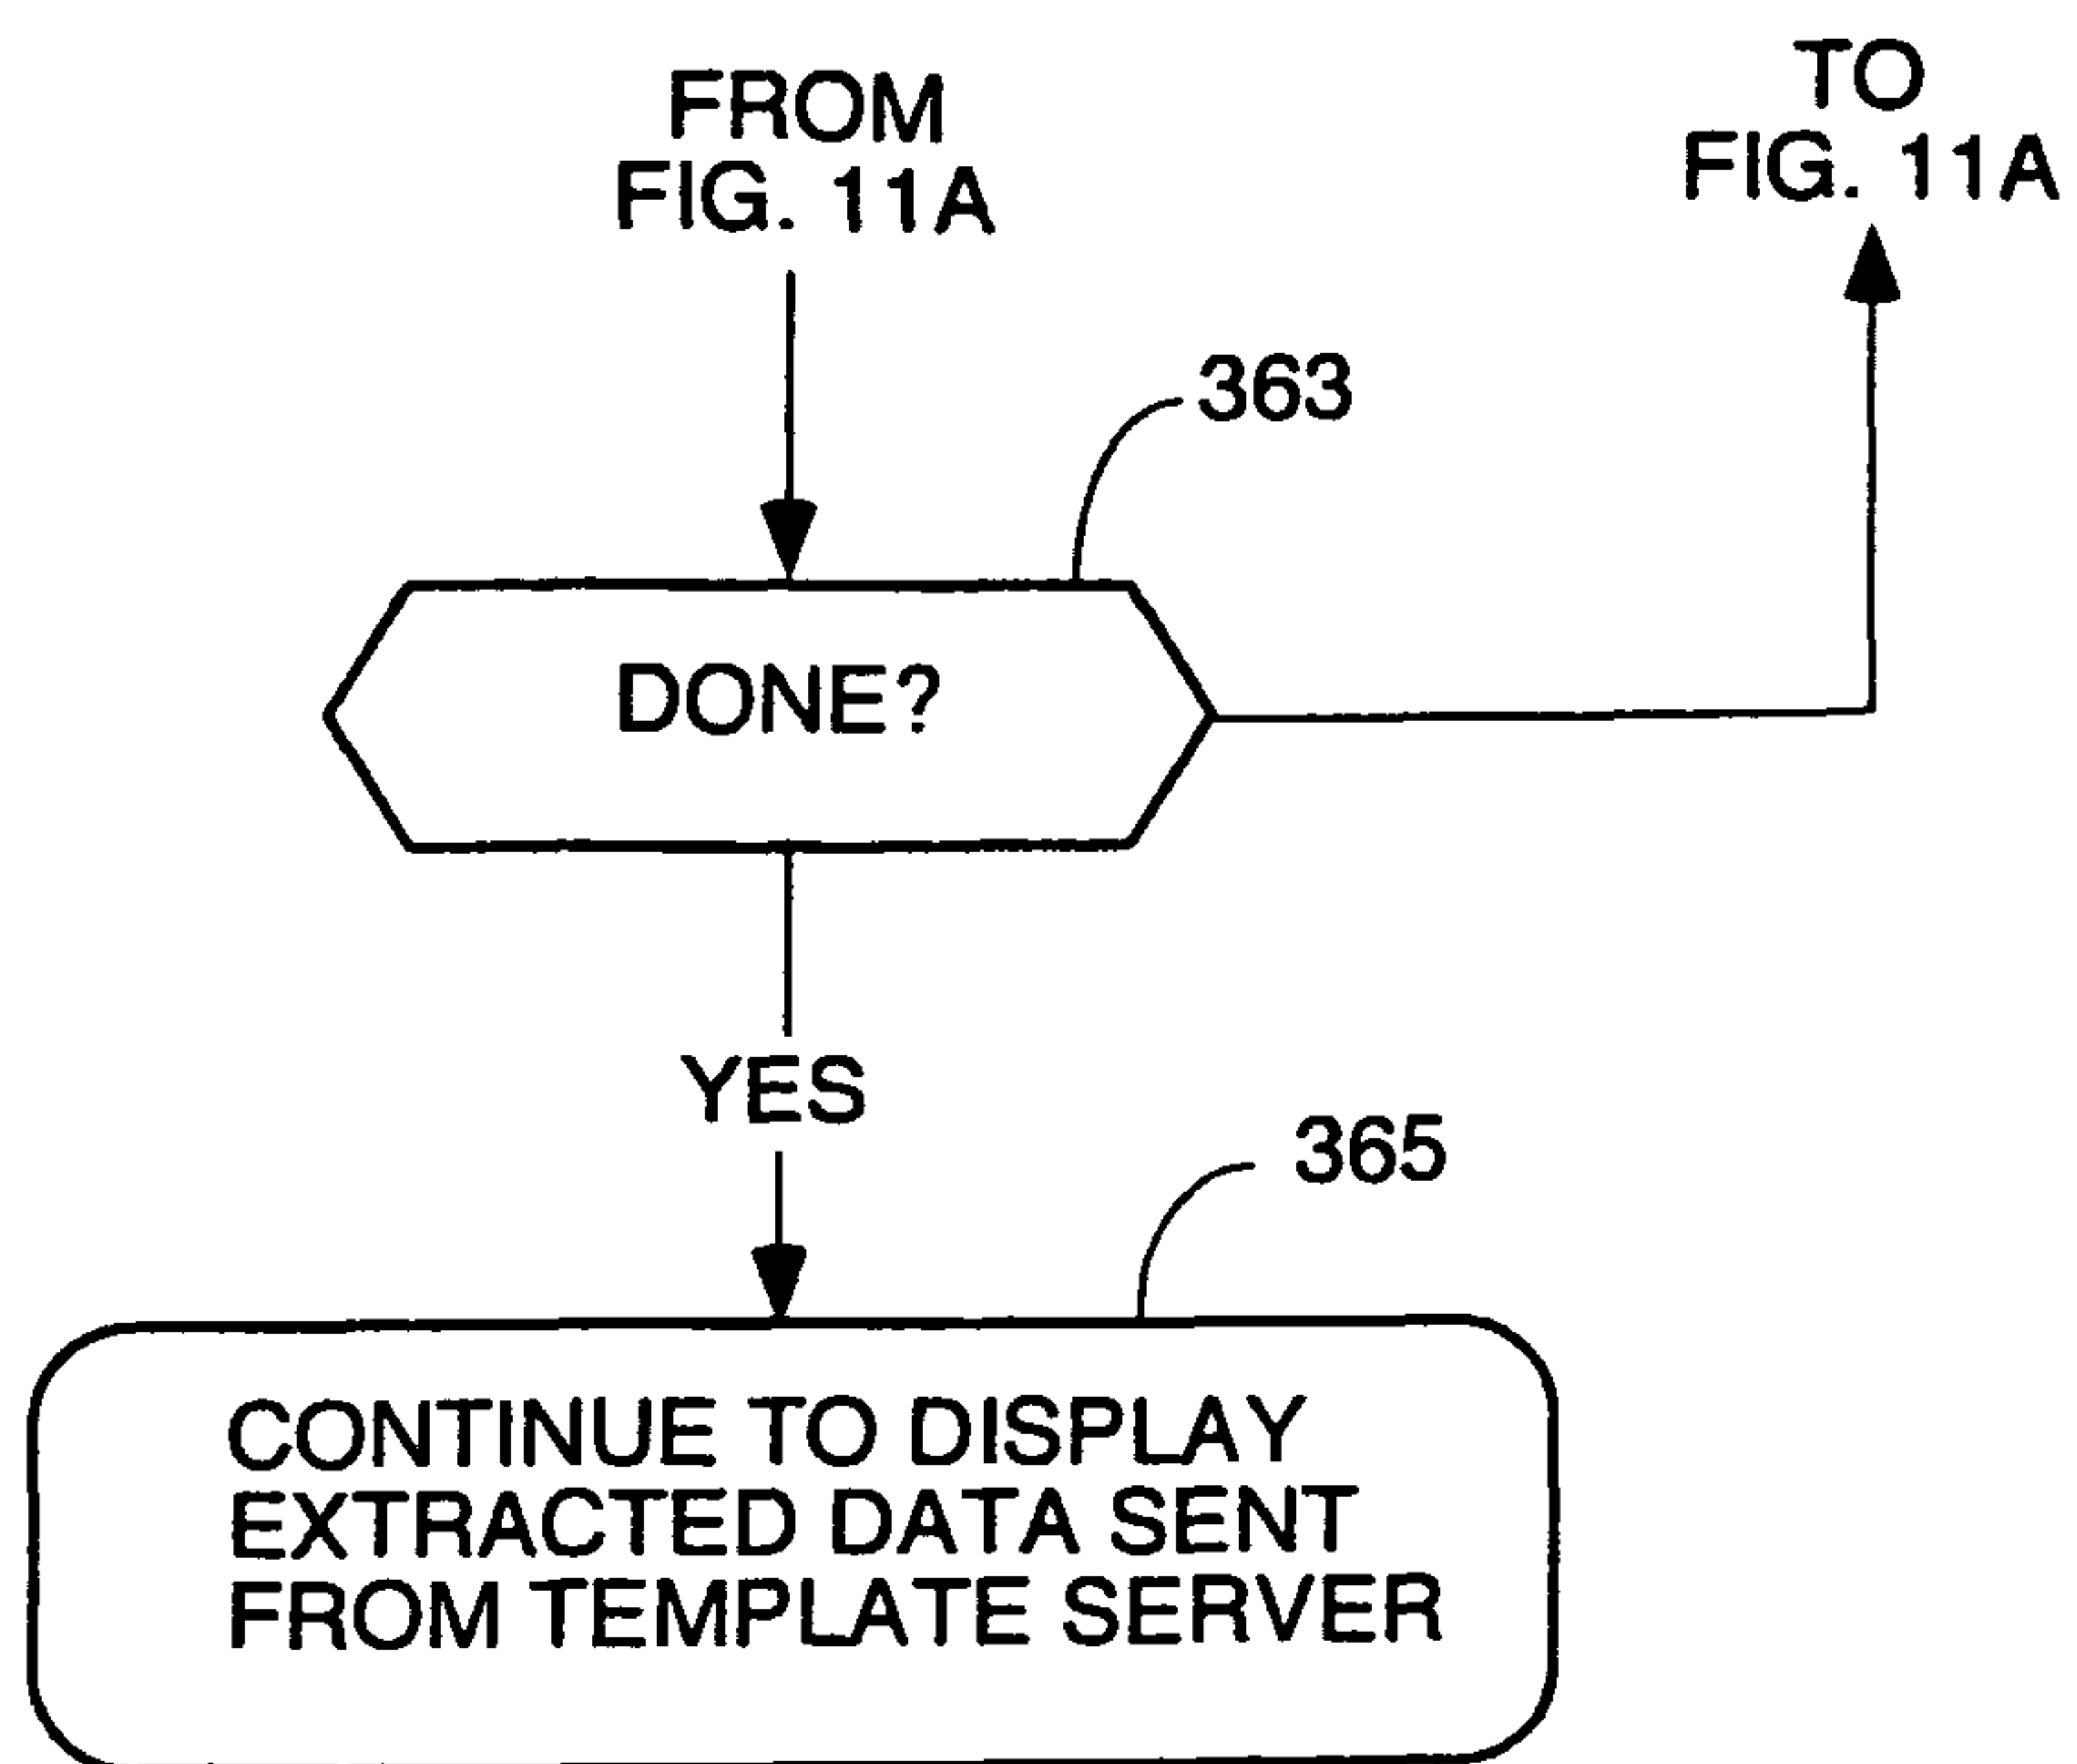 FROM
FIG. 11A
TO
FIG. 11A
363
DONE?
YES
365
CONTINUE TO DISPLAY
EXTRACTED DATA SENT
FROM TEMPLATE SERVER